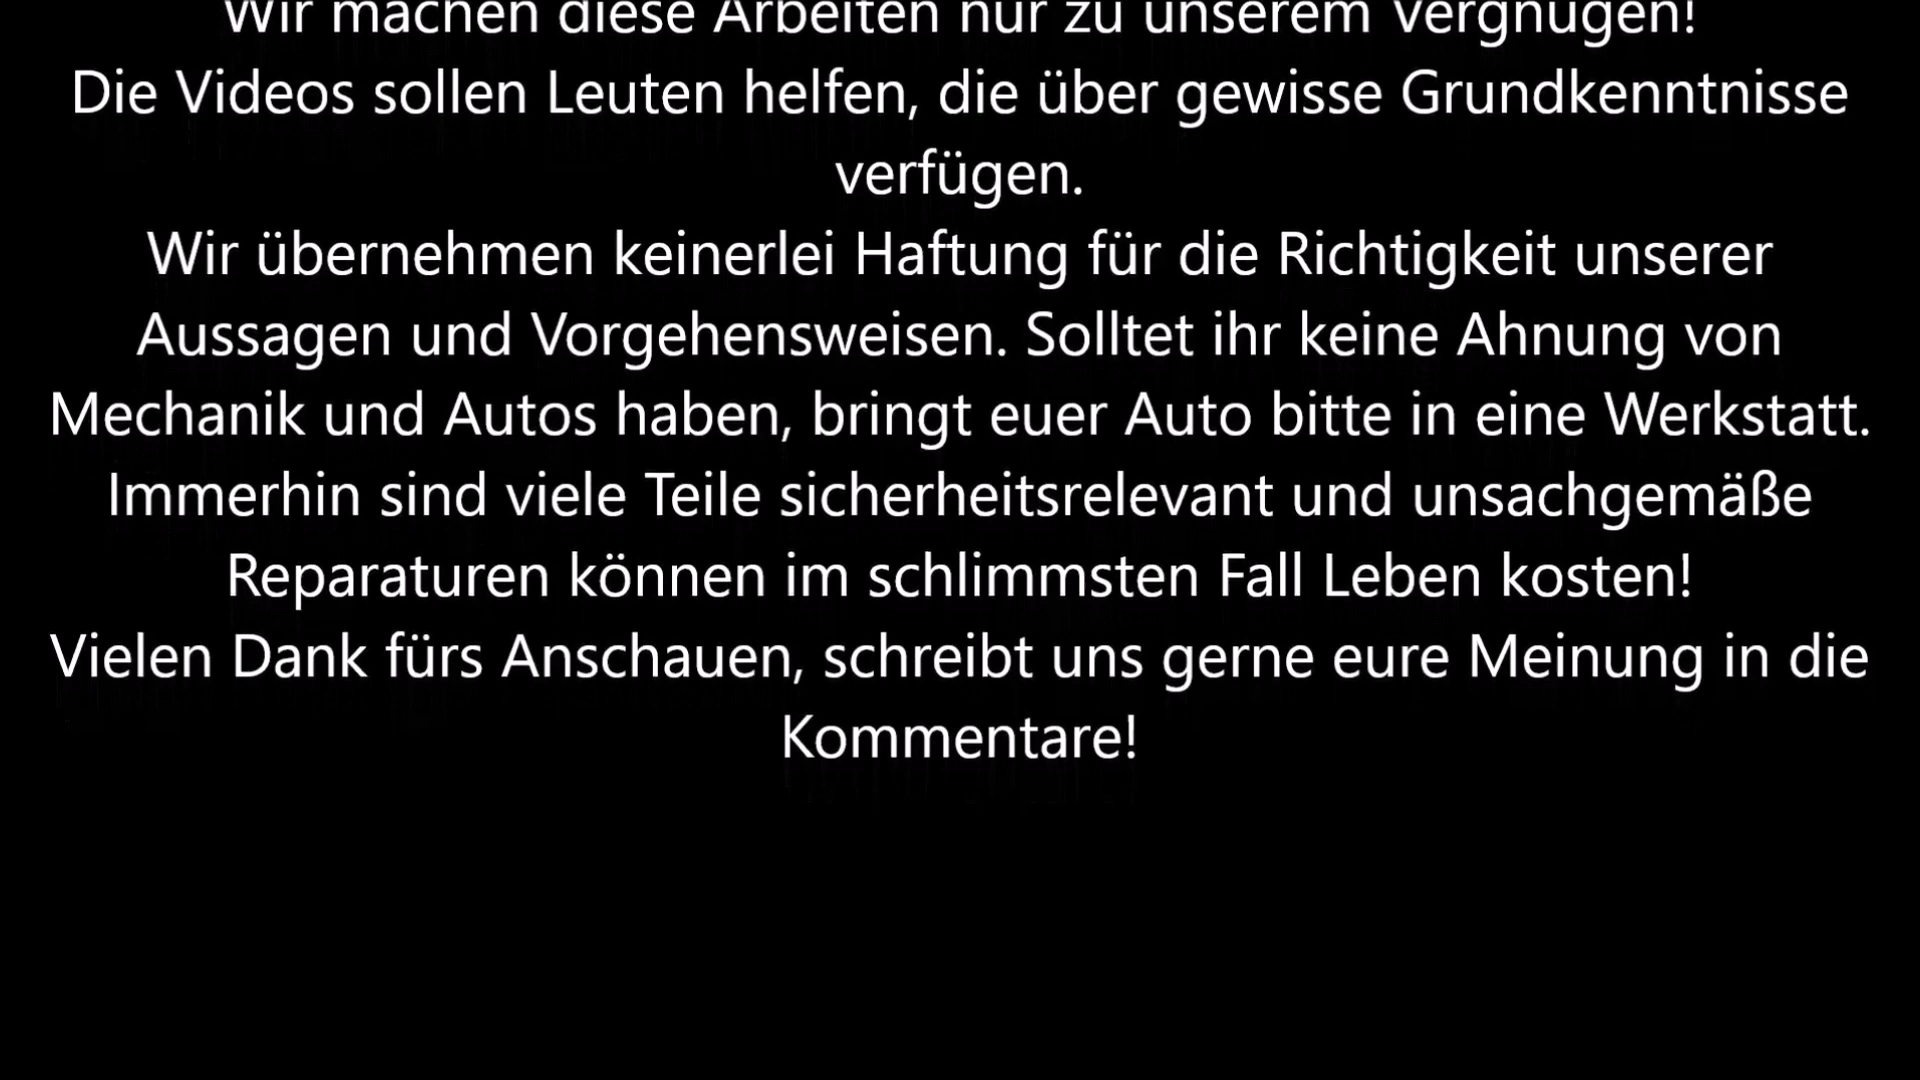 Wir machen diese Arbeiten nur zu unserem Vergnügen!
Die Videos sollen Leuten helfen, die über gewisse Grundkenntnisse
verfügen.
Wir übernehmen keinerlei Haftung für die Richtigkeit unserer
Aussagen und Vorgehensweisen. Solltet ihr keine Ahnung von
Mechanik und Autos haben, bringt euer Auto bitte in eine Werkstatt.
Immerhin sind viele Teile sicherheitsrelevant und unsachgemäße
Reparaturen können im schlimmsten Fall Leben kosten!
Vielen Dank fürs Anschauen, schreibt uns gerne eure Meinung in die
Kommentare!